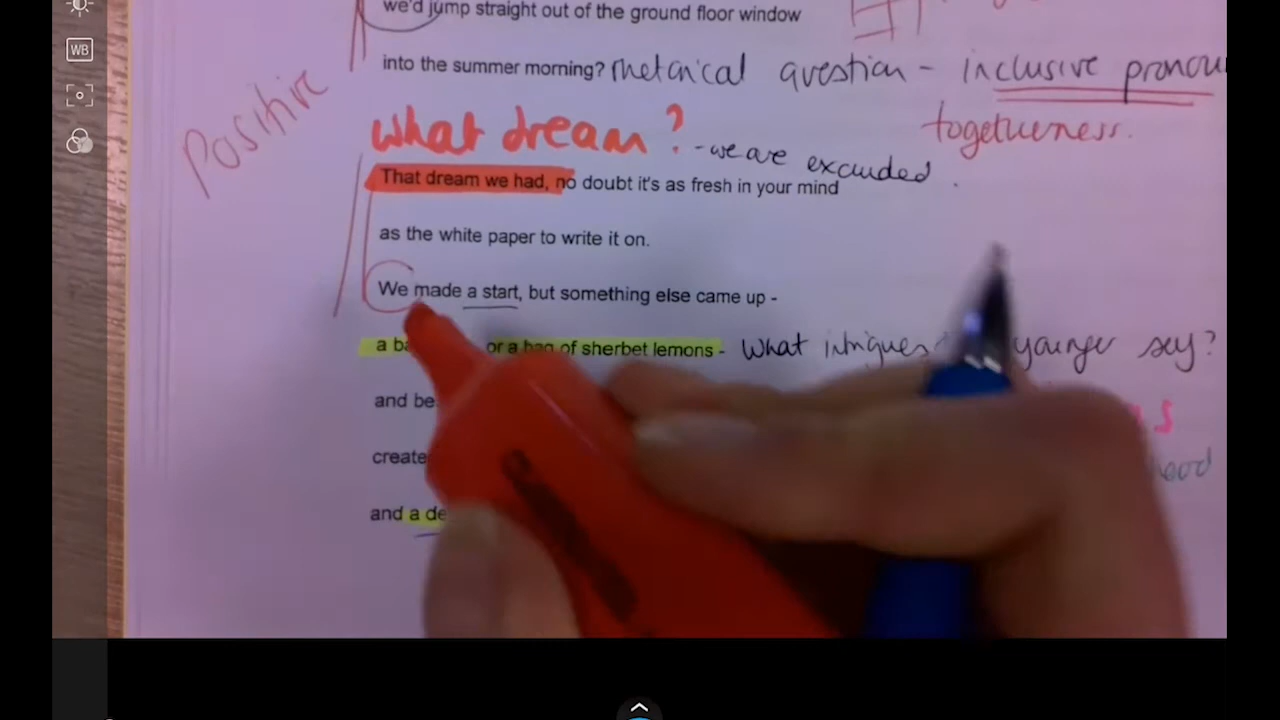 WB
we'd jump straight out of the ground floor window
into the summer morning? rhetorical question - inclusive pronou
togetherness.
Positive
What dream? - we are excluded.
That dream we had, no doubt it's as fresh in your mind
as the white paper to write it on.
We made a start, but something else came up -
a ba or a bag of sherbet lemons - What intrigues younger sey?
and be
create ood
and a de